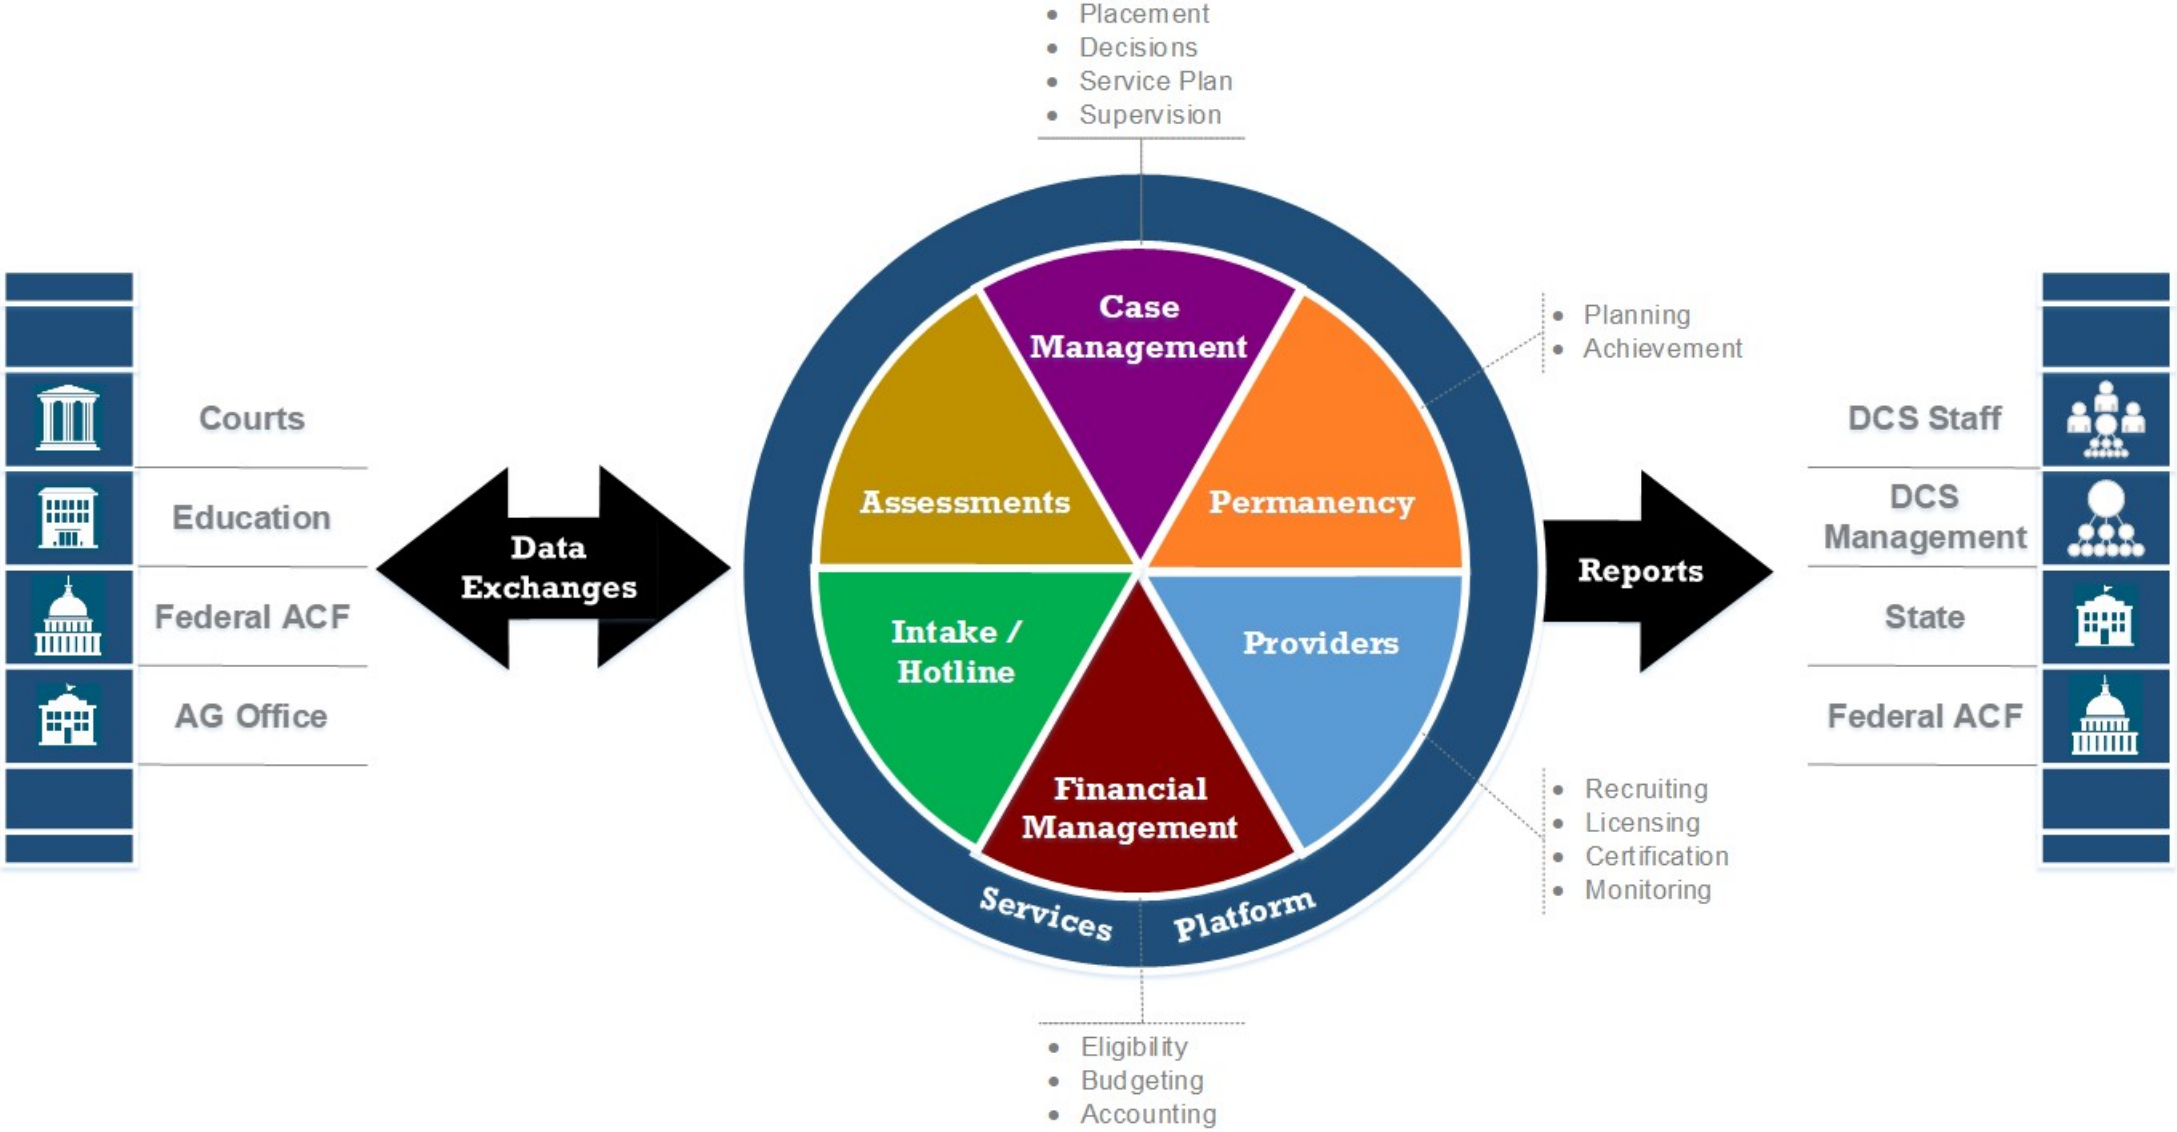 • Placement
• Decisions
• Service Plan
• Supervision
Courts
Education
Federal ACF
AG Office
Data
Exchanges
Case
Management
Assessments
Permanency
Intake /
Hotline
Providers
Financial
Management
Services Platform
• Planning
• Achievement
Reports
• Recruiting
• Licensing
• Certification
• Monitoring
DCS Staff
DCS
Management
State
Federal ACF
• Eligibility
• Budgeting
• Accounting